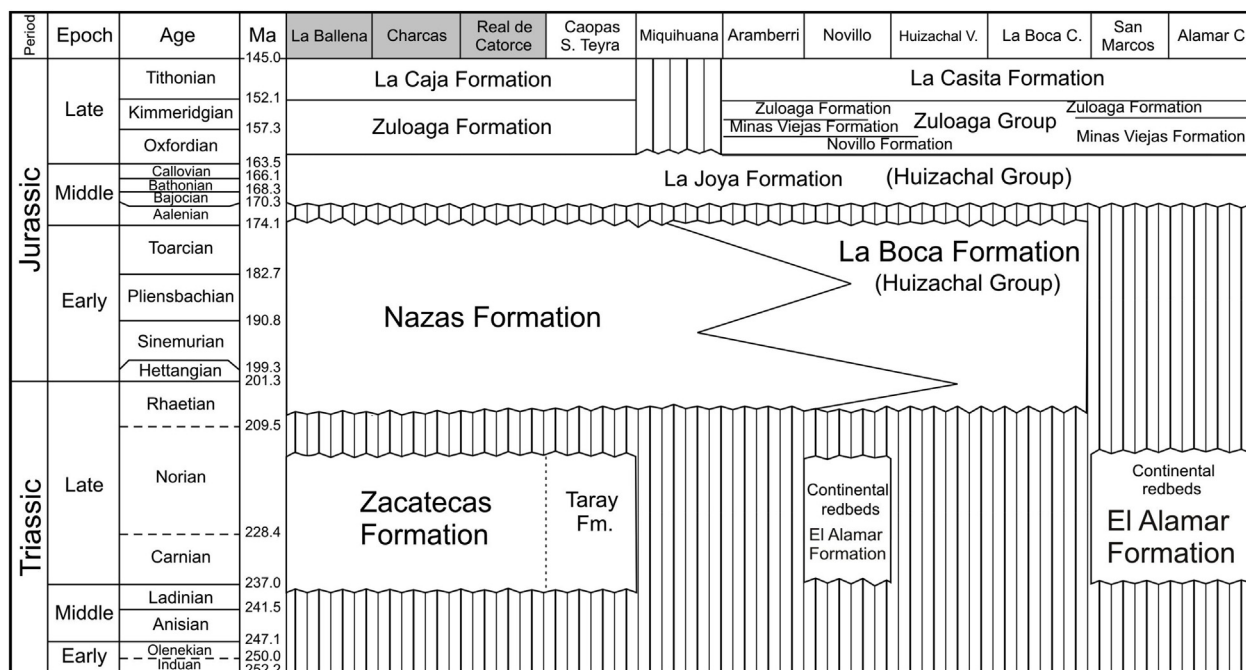 Period
Epoch
Age
Ma
La Ballena
Charcas
Real de
Catorce
Caopas
S. Teyra
Miquihuana
Aramberri
Novillo
Huizachal V.
La Boca C.
San
Marcos
Alamar C.
Jurassic
Late
Middle
Early
Tithonian
Kimmeridgian
Oxfordian
Callovian
Bathonian
Bajocian
Aalenian
Toarcian
Pliensbachian
Sinemurian
Hettangian
Triassic
Late
Middle
Early
Rhaetian
Norian
Carnian
Ladinian
Anisian
Olenekian
Induan
145.0
152.1
157.3
163.5
166.1
168.3
170.3
174.1
182.7
190.8
199.3
201.3
209.5
228.4
237.0
241.5
247.1
250.0
La Caja Formation
Zuloaga Formation
La Casita Formation
Zuloaga Formation
Minas Viejas Formation
Novillo Formation
Zuloaga Group
Zuloaga Formation
Minas Viejas Formation
La Joya Formation (Huizachal Group)
Nazas Formation
La Boca Formation
(Huizachal Group)
Zacatecas
Formation
Taray
Fm.
Continental
redbeds
El Alamar
Formation
Continental
redbeds
El Alamar
Formation